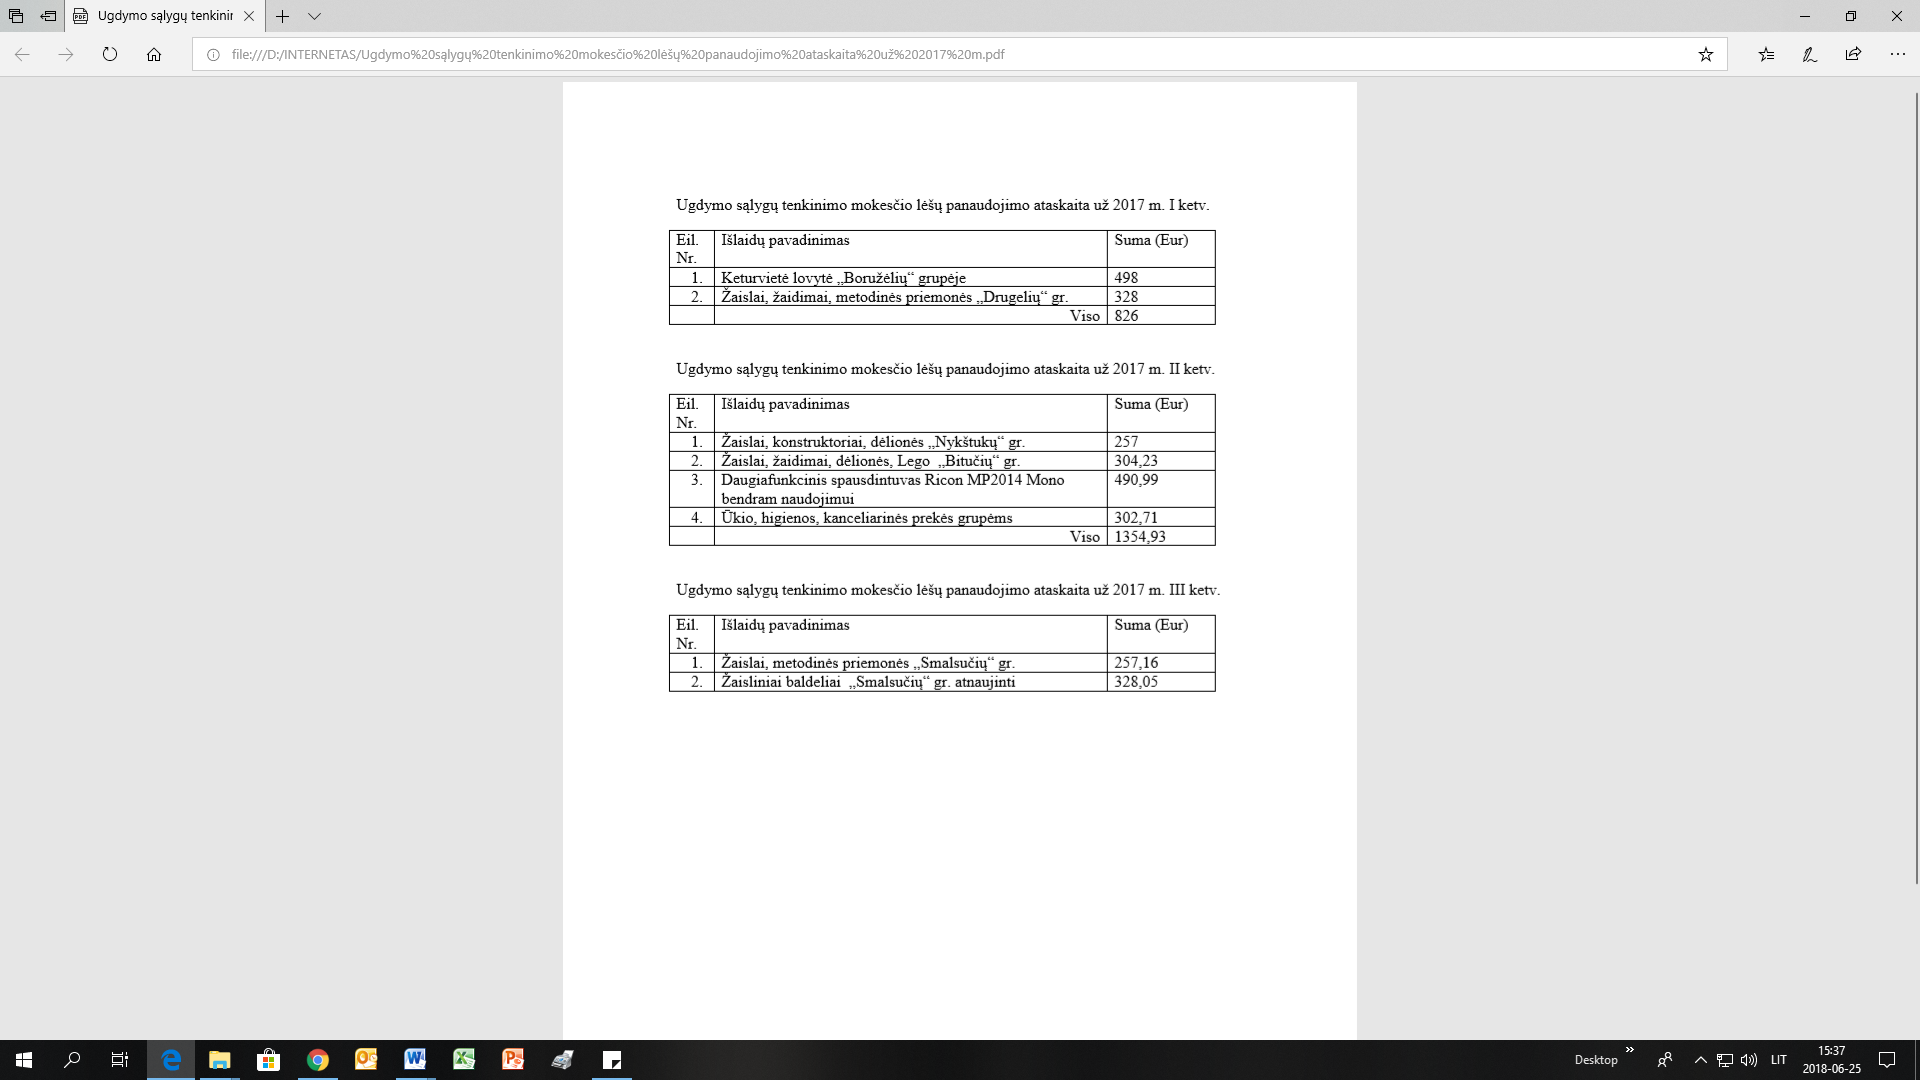 Ugdymo sąlygų tenkinir
file:///D:/INTERNETAS/Ugdymo%20sąlygų%20tenkinimo%20mokesčio%20lėšų%20panaudojimo%20ataskaita%20už%202017%20m.pdf
Ugdymo sąlygų tenkinimo mokesčio lėšų panaudojimo ataskaita už 2017 m. I ketv.
Eil. Nr. Išlaidų pavadinimas Suma (Eur)
1. Keturvietė lovytė „Boružėlių“ grupėje 498
2. Žaislai, žaidimai, metodinės priemonės „Drugelių“ gr. 328
Viso 826
Ugdymo sąlygų tenkinimo mokesčio lėšų panaudojimo ataskaita už 2017 m. II ketv.
Eil. Nr. Išlaidų pavadinimas Suma (Eur)
1. Žaislai, konstruktoriai, dėlionės „Nykštukų“ gr. 257
2. Žaislai, žaidimai, dėlionės, Lego „Bitučių“ gr. 304,23
3. Daugiafunkcinis spausdintuvas Ricon MP2014 Mono 490,99
bendram naudojimui
4. Ūkio, higienos, kanceliarinės prekės grupėms 302,71
Viso 1354,93
Ugdymo sąlygų tenkinimo mokesčio lėšų panaudojimo ataskaita už 2017 m. III ketv.
Eil. Nr. Išlaidų pavadinimas Suma (Eur)
1. Žaislai, metodinės priemonės „Smalsučių“ gr. 257,16
2. Žaisliniai baldeliai „Smalsučių“ gr. atnaujinti 328,05
Desktop
LIT
15:37
2018-06-25